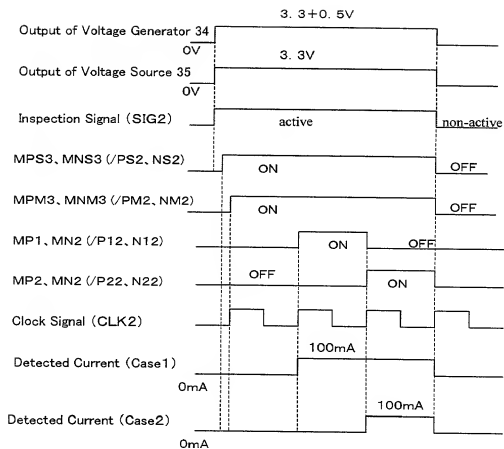 3.3+0.5V
Output of Voltage Generator 34
0V
Output of Voltage Source 35
3.3V
0V
Inspection Signal (SIG2)
active
non-active
MPS3、MNS3 (/PS2、NS2)
ON
OFF
MPM3、MNM3 (/PM2、NM2)
ON
OFF
MP1、MN2 (/P12、N12)
ON
OFF
MP2、MN2 (/P22、N22)
OFF
ON
Clock Signal (CLK2)
100mA
Detected Current (Case1)
0mA
100mA
Detected Current (Case2)
0mA